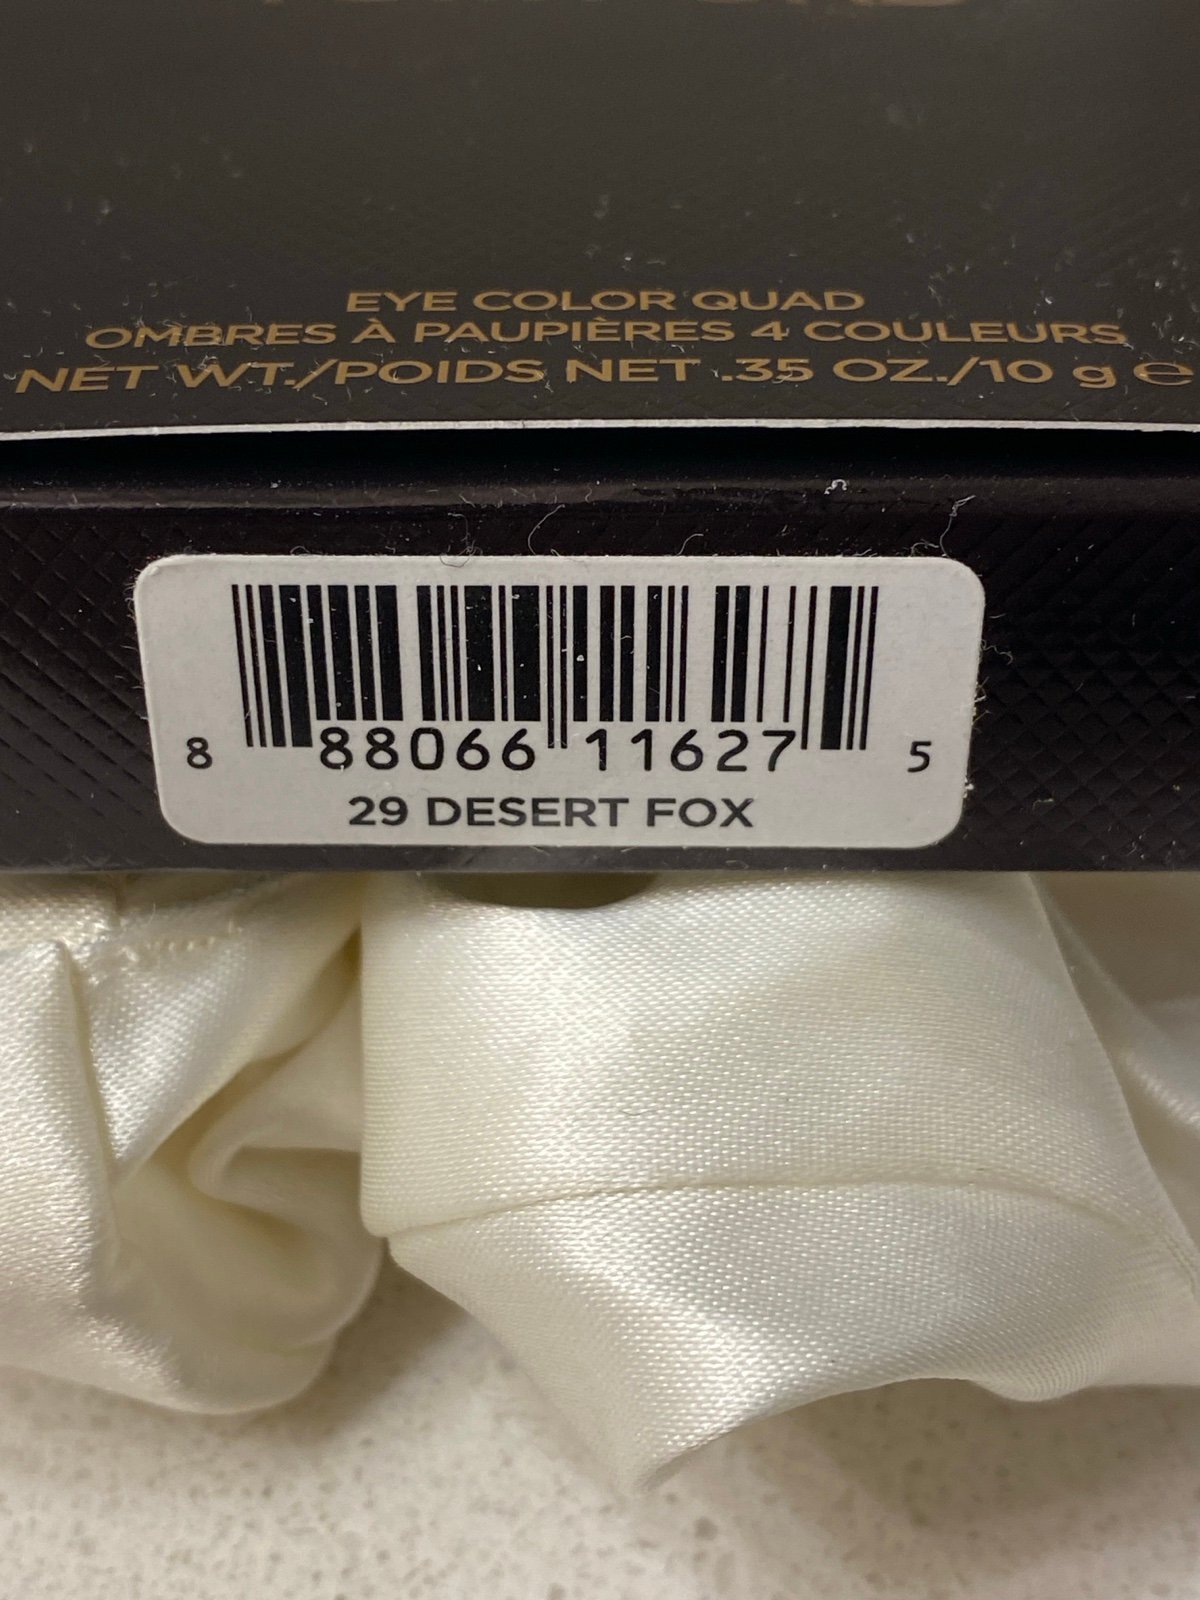 EYE COLOR QUAD
OMBRES À PAUPIÈRES 4 COULEURS
NET WT./POIDS NET .35 OZ./10 g ℮
8 88066 11627 5
29 DESERT FOX